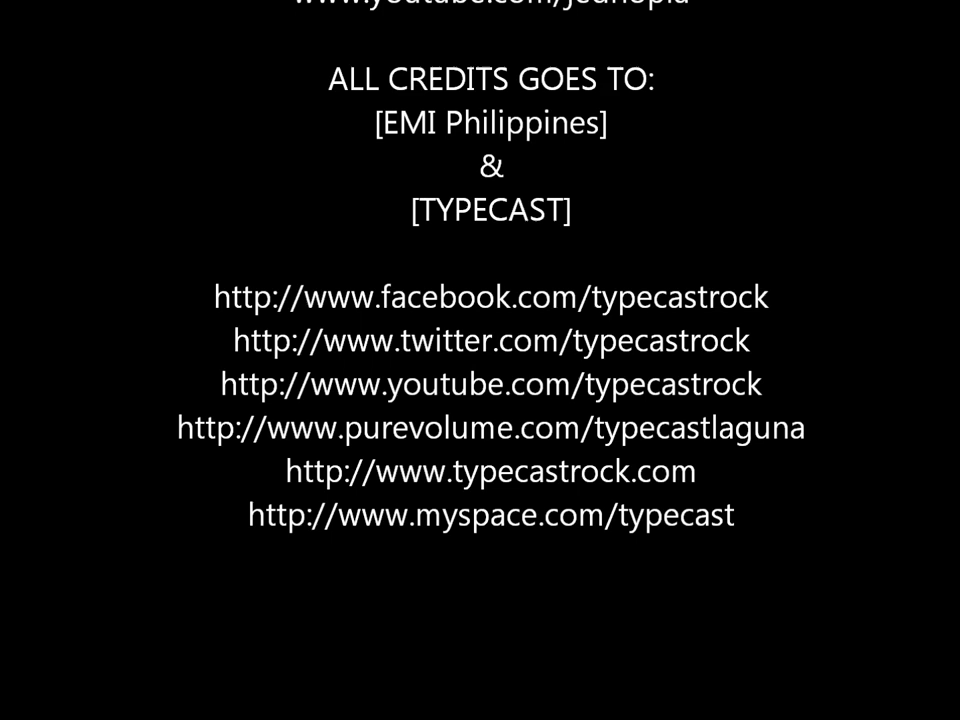 ALL CREDITS GOES TO:
[EMI Philippines]
&
[TYPECAST]
http://www.facebook.com/typecastrock
http://www.twitter.com/typecastrock
http://www.youtube.com/typecastrock
http://www.purevolume.com/typecastlaguna
http://www.typecastrock.com
http://www.myspace.com/typecast